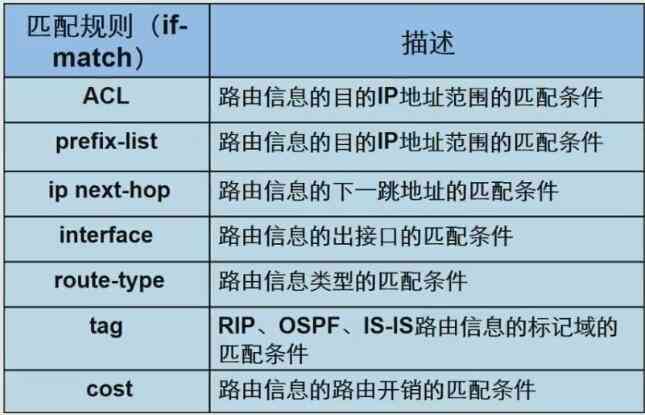 匹配规则（if-
match）
描述
ACL
路由信息的目的IP地址范围的匹配条件
prefix-list
路由信息的目的IP地址范围的匹配条件
ip next-hop
路由信息的下一跳地址的匹配条件
interface
路由信息的出接口的匹配条件
route-type
路由信息类型的匹配条件
tag
RIP、OSPF、IS-IS路由信息的标记域的
匹配条件
cost
路由信息的路由开销的匹配条件